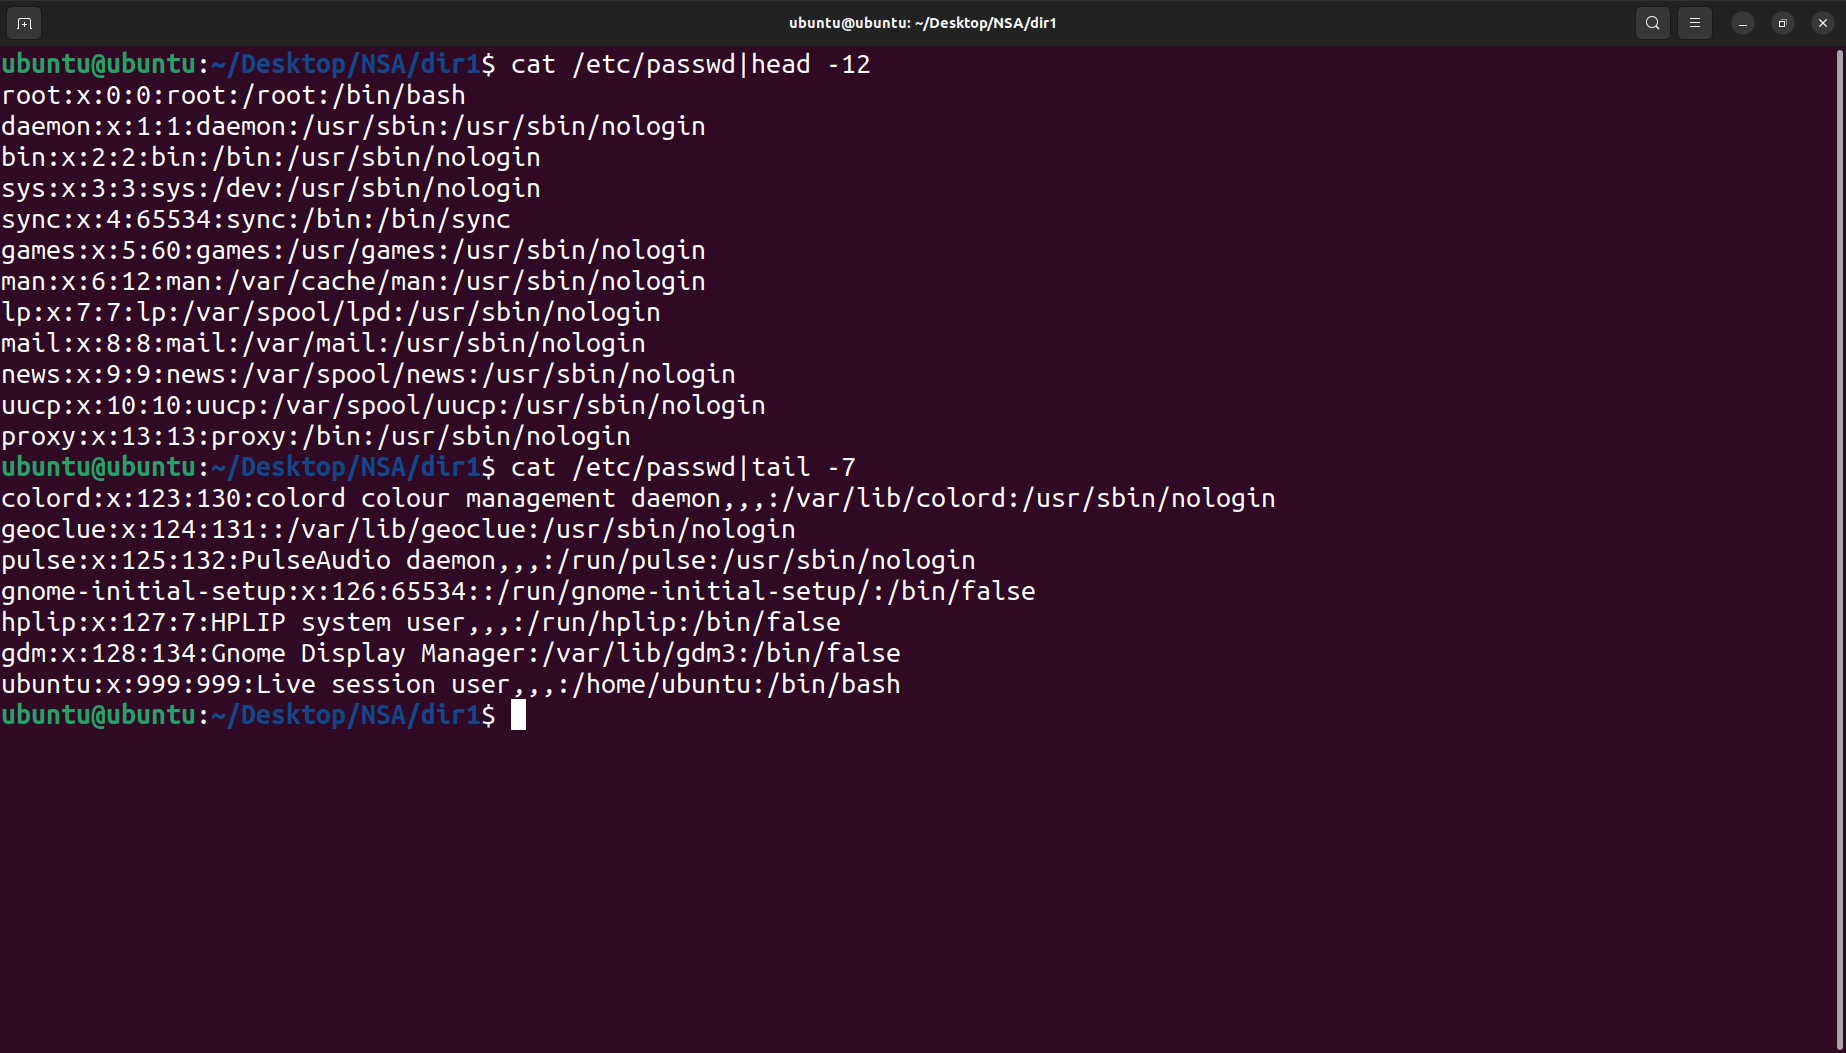 ubuntu@ubuntu: ~/Desktop/NSA/dir1
ubuntu@ubuntu:~/Desktop/NSA/dir1$ cat /etc/passwd|head -12
root:x:0:0:root:/root:/bin/bash
daemon:x:1:1:daemon:/usr/sbin:/usr/sbin/nologin
bin:x:2:2:bin:/bin:/usr/sbin/nologin
sys:x:3:3:sys:/dev:/usr/sbin/nologin
sync:x:4:65534:sync:/bin:/bin/sync
games:x:5:60:games:/usr/games:/usr/sbin/nologin
man:x:6:12:man:/var/cache/man:/usr/sbin/nologin
lp:x:7:7:lp:/var/spool/lpd:/usr/sbin/nologin
mail:x:8:8:mail:/var/mail:/usr/sbin/nologin
news:x:9:9:news:/var/spool/news:/usr/sbin/nologin
uucp:x:10:10:uucp:/var/spool/uucp:/usr/sbin/nologin
proxy:x:13:13:proxy:/bin:/usr/sbin/nologin
ubuntu@ubuntu:~/Desktop/NSA/dir1$ cat /etc/passwd|tail -7
colord:x:123:130:colord colour management daemon,,,:/var/lib/colord:/usr/sbin/nologin
geoclue:x:124:131::/var/lib/geoclue:/usr/sbin/nologin
pulse:x:125:132:PulseAudio daemon,,,:/run/pulse:/usr/sbin/nologin
gnome-initial-setup:x:126:65534::/run/gnome-initial-setup/:/bin/false
hplip:x:127:7:HPLIP system user,,,:/run/hplip:/bin/false
gdm:x:128:134:Gnome Display Manager:/var/lib/gdm3:/bin/false
ubuntu:x:999:999:Live session user,,,:/home/ubuntu:/bin/bash
ubuntu@ubuntu:~/Desktop/NSA/dir1$